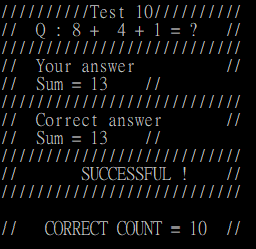 //////////Test 10//////////
//  Q : 8 +  4 + 1 = ?   //
///////////////////////////
//  Your answer          //
//  Sum = 13    //
///////////////////////////
//  Correct answer       //
//  Sum = 13    //
///////////////////////////
//       SUCCESSFUL !    //
///////////////////////////
//   CORRECT COUNT = 10  //